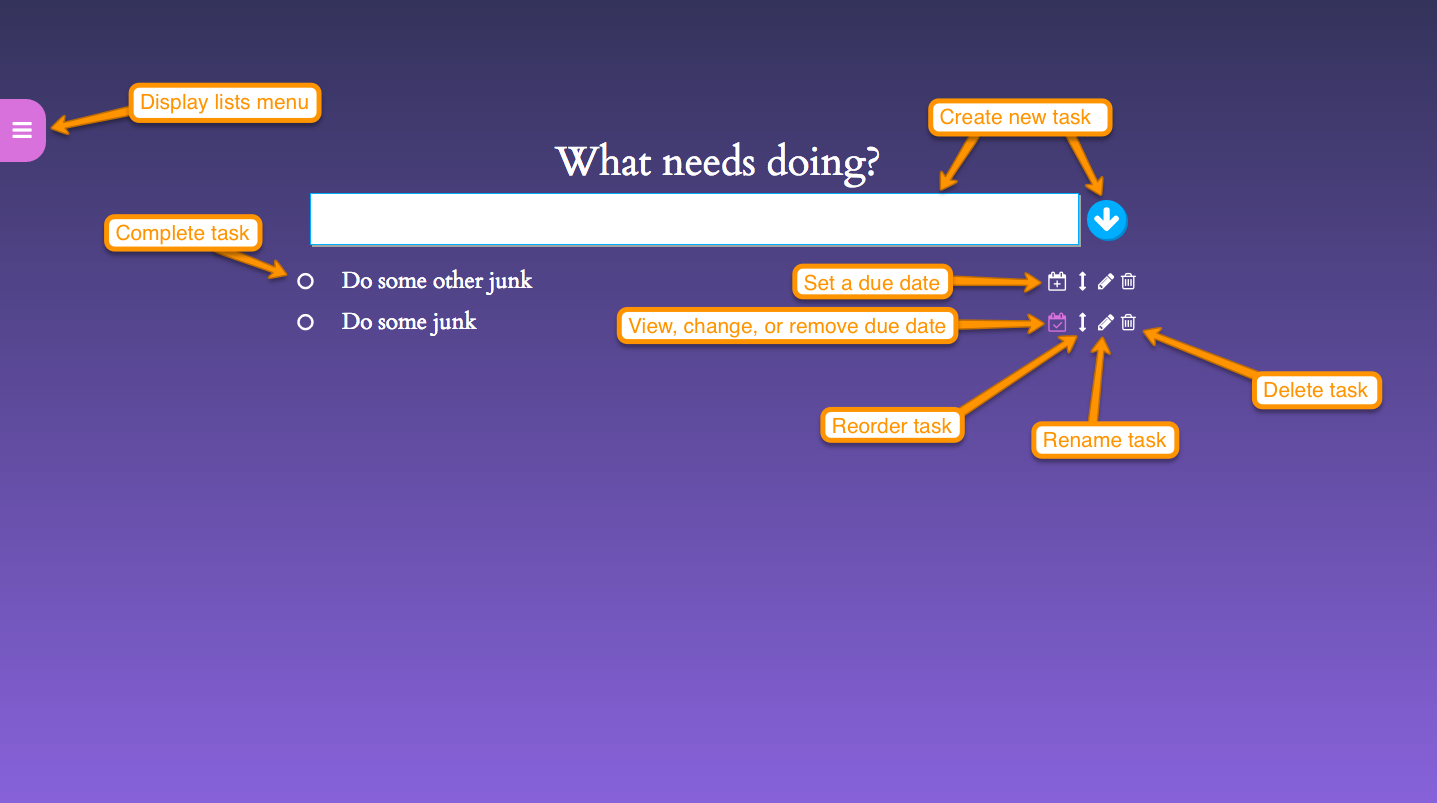 Display lists menu
Create new task
What needs doing?
Complete task
Do some other junk
Set a due date
Do some junk
View, change, or remove due date
Delete task
Reorder task
Rename task